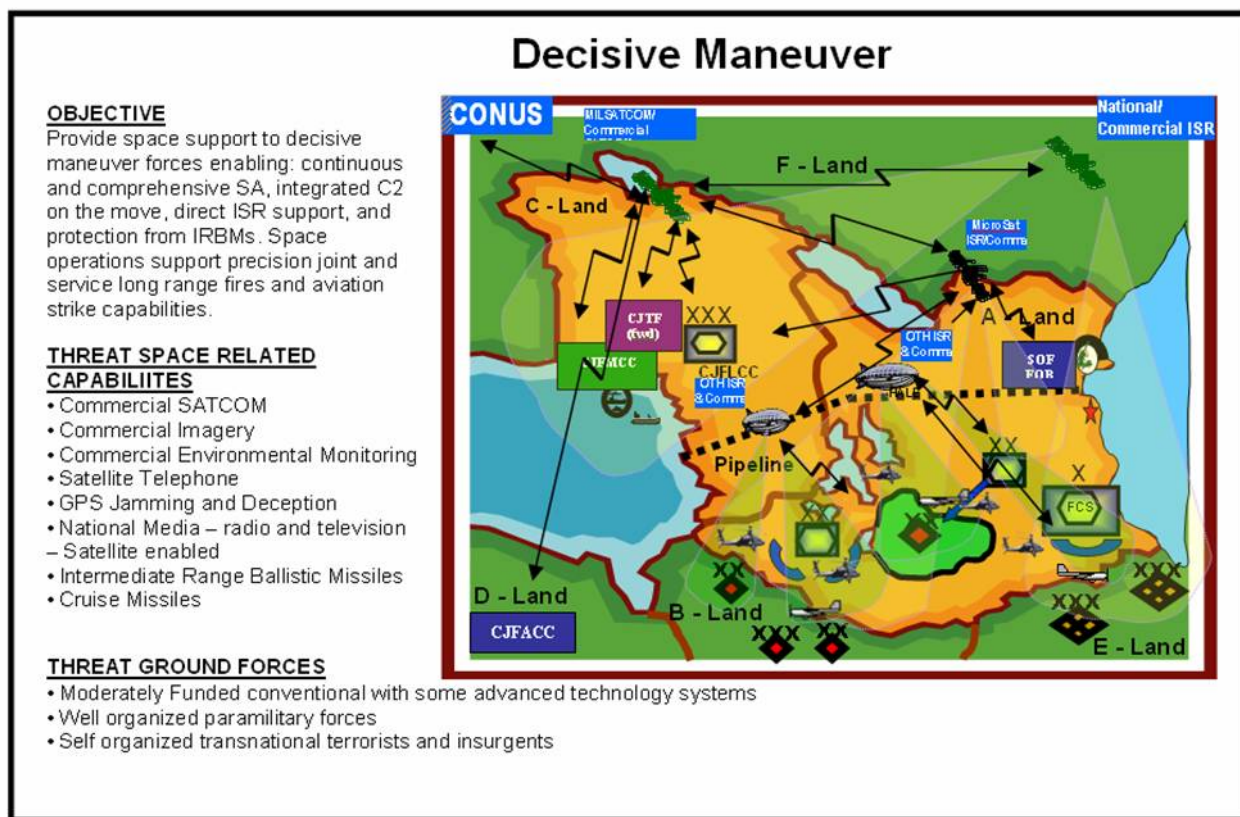 Decisive Maneuver
OBJECTIVE
Provide space support to decisive
maneuver forces enabling: continuous
and comprehensive SA, integrated C2
on the move, direct ISR support, and
protection from IRBMs. Space
operations support precision joint and
service long range fires and aviation
strike capabilities.
THREAT SPACE RELATED
CAPABILIITES
• Commercial SATCOM
• Commercial Imagery
• Commercial Environmental Monitoring
• Satellite Telephone
• GPS Jamming and Deception
• National Media – radio and television
– Satellite enabled
• Intermediate Range Ballistic Missiles
• Cruise Missiles
THREAT GROUND FORCES
• Moderately Funded conventional with some advanced technology systems
• Well organized paramilitary forces
• Self organized transnational terrorists and insurgents
CONUS
MILSATCOM/
Commercial
National/
Commercial ISR
F - Land
C - Land
MicroSat
ISR/Comms
A - Land
CJTF
(fwd)
XXX
CJFMCC
CJFLCC
OTH ISR
& Comms
OTH ISR
& Comms
SOF
FOB
Pipeline
XX
X
FCS
XX
XX
XX
XXX
XXX
D - Land
B - Land
XXX
XX
E - Land
CJFACC